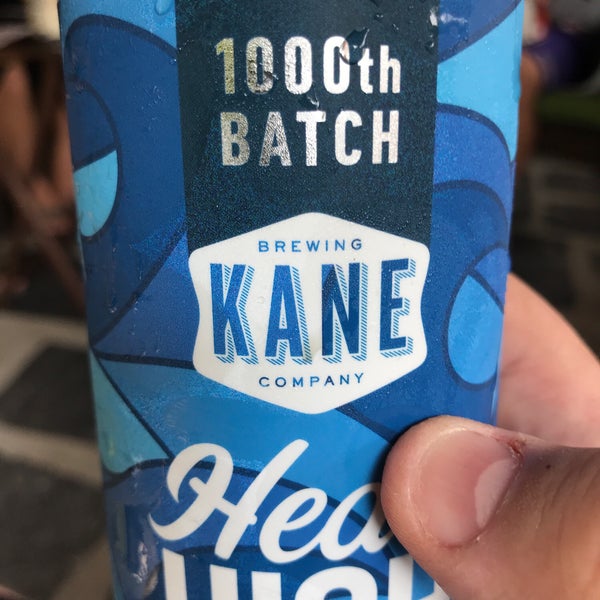 1000th
BATCH
BREWING
KANE
COMPANY